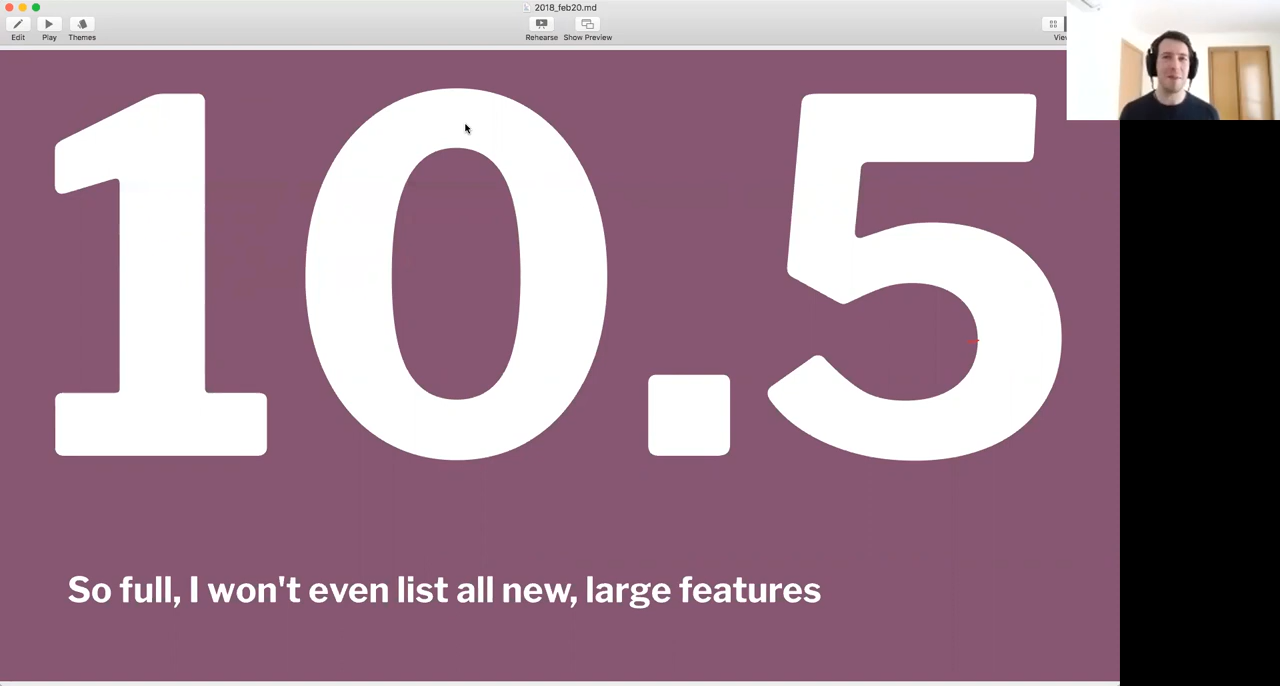 2018_feb20.md
Edit
Play
Themes
Rehearse
Show Preview
10.5
So full, I won't even list all new, large features